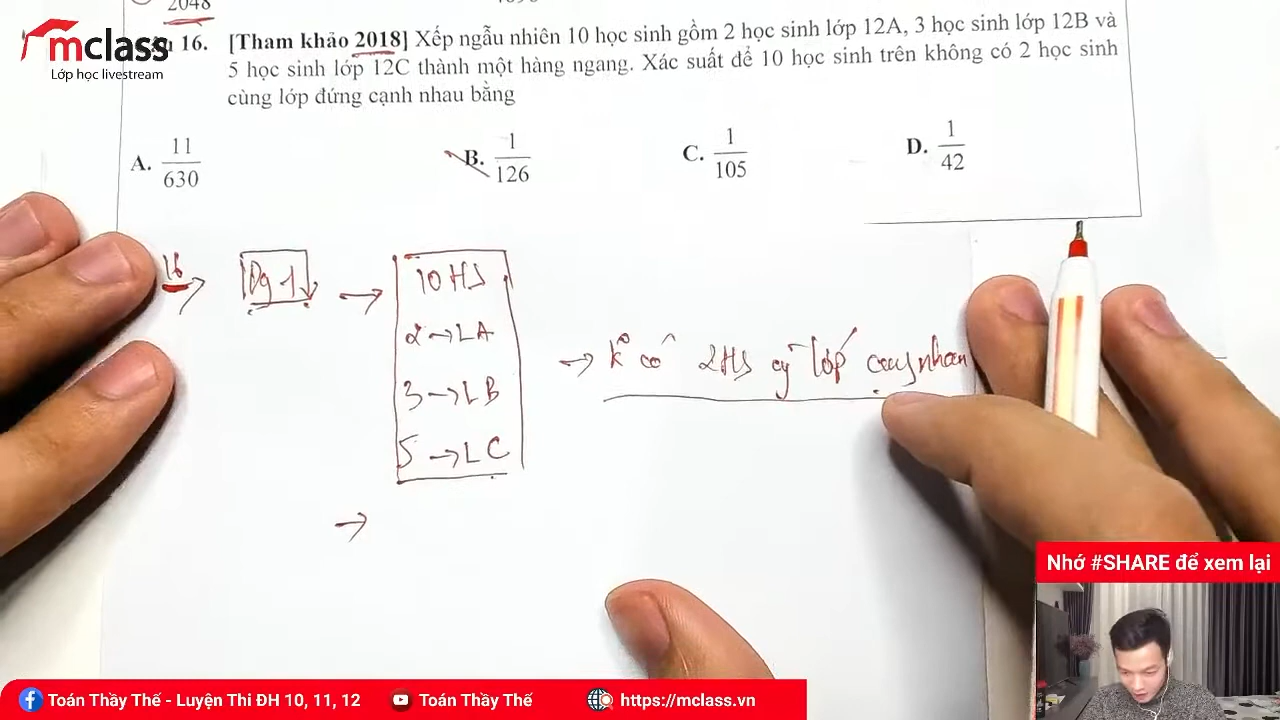 2048
mclass
Lớp học livestream
16. [Tham khảo 2018] Xếp ngẫu nhiên 10 học sinh gồm 2 học sinh lớp 12A, 3 học sinh lớp 12B và
5 học sinh lớp 12C thành một hàng ngang. Xác suất để 10 học sinh trên không có 2 học sinh
cùng lớp đứng cạnh nhau bằng
A. 11/630 B. 1/126 C. 1/105 D. 1/42
16 →
→ 10 HS
2 → LA
3 → LB
5 → LC
→ k có 2HS lớp nhau
→
Nhớ #SHARE để xem lại
Toán Thầy Thế - Luyện Thi ĐH 10, 11, 12
Toán Thầy Thế
https://mclass.vn